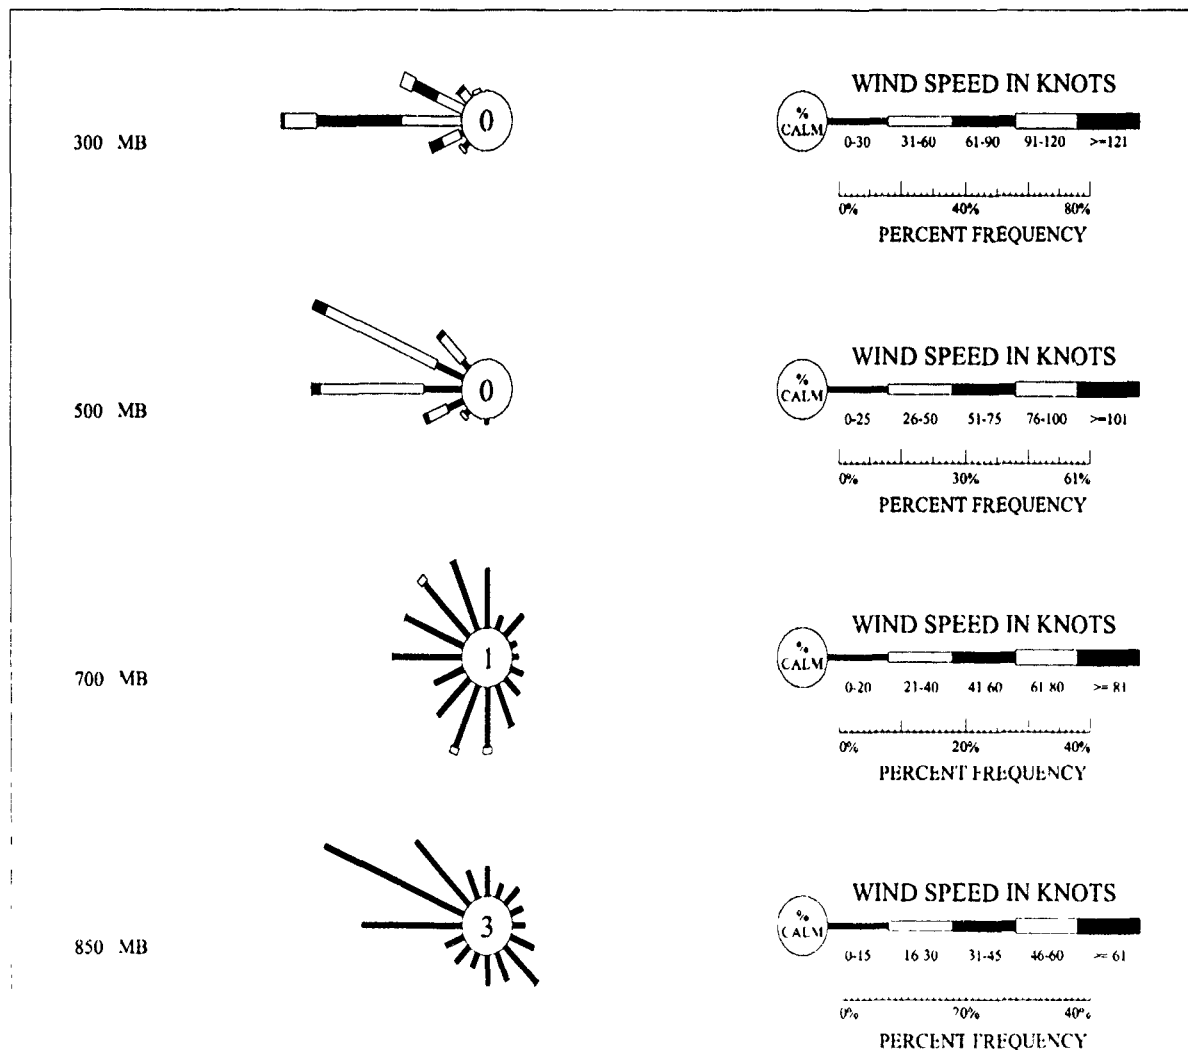 WIND SPEED IN KNOTS
300 MB
0
% CALM
0-30 31-60 61-90 91-120 >=121
0% 40% 80%
PERCENT FREQUENCY
WIND SPEED IN KNOTS
500 MB
0
% CALM
0-25 26-50 51-75 76-100 >=101
0% 30% 61%
PERCENT FREQUENCY
WIND SPEED IN KNOTS
700 MB
1
% CALM
0-20 21-40 41-60 61-80 >= 81
0% 20% 40%
PERCENT FREQUENCY
WIND SPEED IN KNOTS
850 MB
3
% CALM
0-15 16-30 31-45 46-60 >= 61
0% 20% 40%
PERCENT FREQUENCY